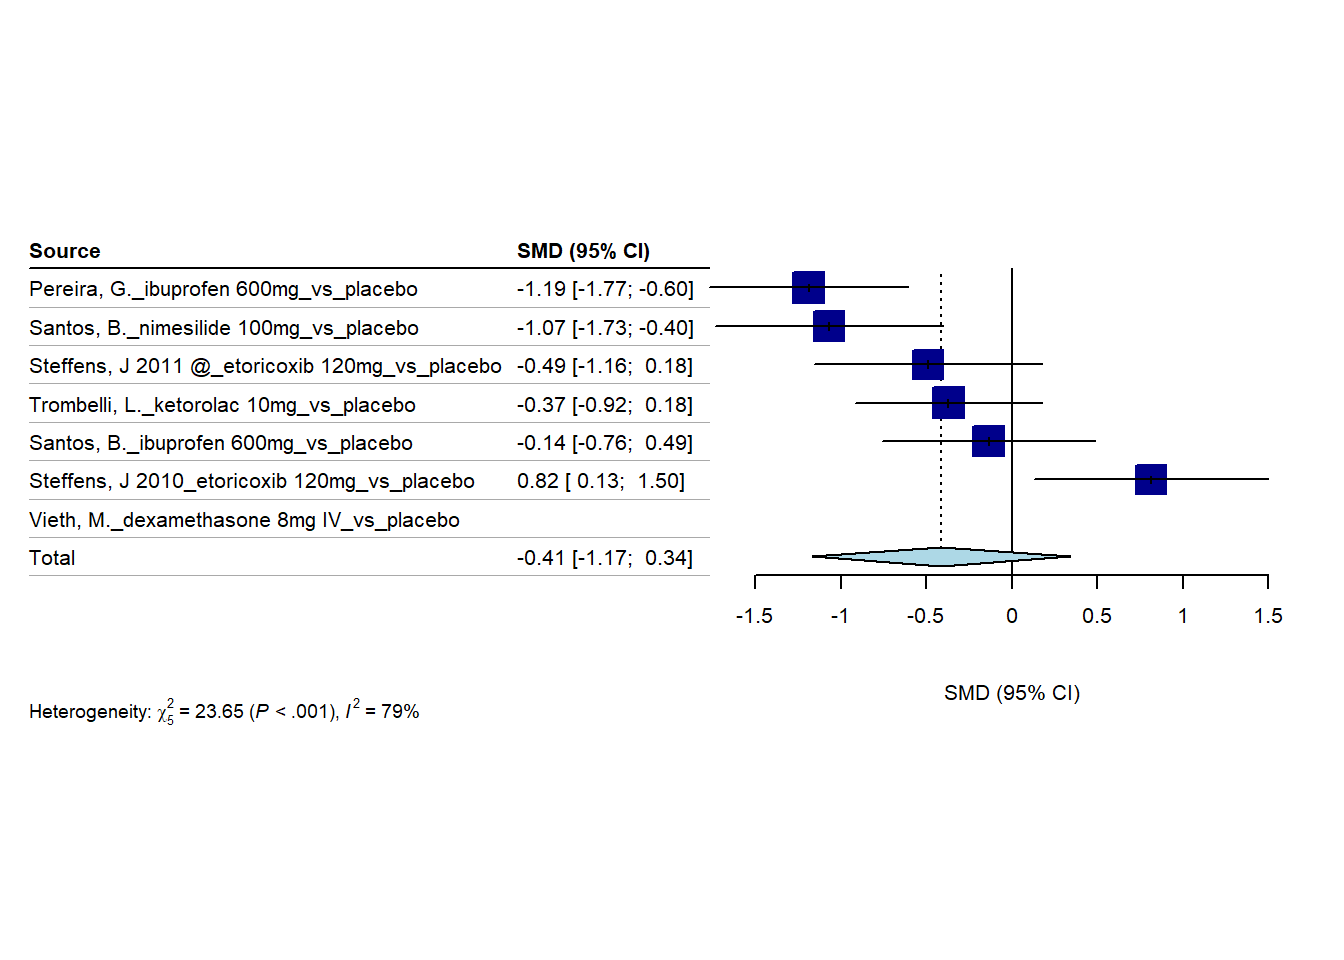 Source SMD (95% CI)
Pereira, G._ibuprofen 600mg_vs_placebo -1.19 [-1.77; -0.60]
Santos, B._nimesilide 100mg_vs_placebo -1.07 [-1.73; -0.40]
Steffens, J 2011 @_etoricoxib 120mg_vs_placebo -0.49 [-1.16; 0.18]
Trombelli, L._ketorolac 10mg_vs_placebo -0.37 [-0.92; 0.18]
Santos, B._ibuprofen 600mg_vs_placebo -0.14 [-0.76; 0.49]
Steffens, J 2010_etoricoxib 120mg_vs_placebo 0.82 [ 0.13; 1.50]
Vieth, M._dexamethasone 8mg IV_vs_placebo
Total -0.41 [-1.17; 0.34]
-1.5 -1 -0.5 0 0.5 1 1.5
SMD (95% CI)
Heterogeneity: χ²₅ = 23.65 (P < .001), I² = 79%